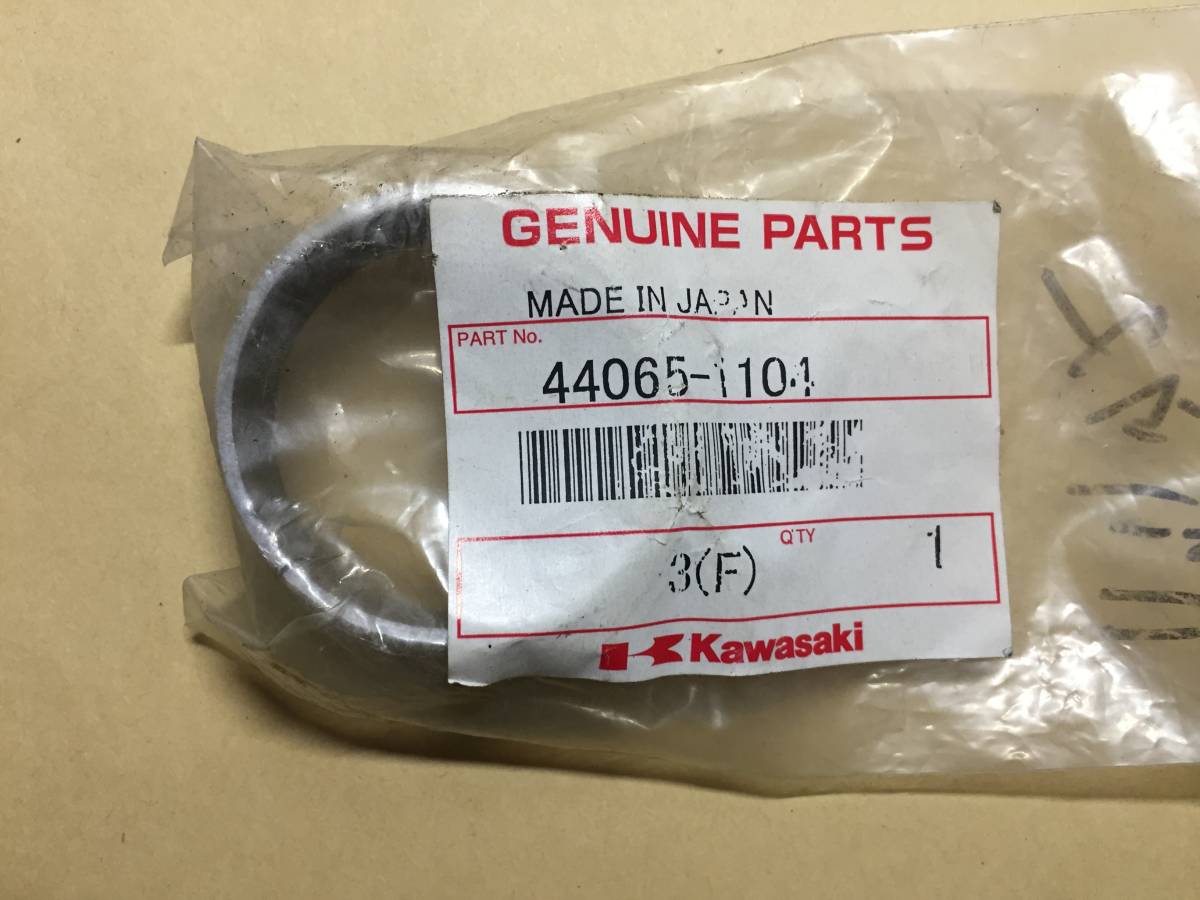 GENUINE PARTS
MADE IN JAPAN
PART No.
44065-1104
Q'TY
3(F) 1
Kawasaki